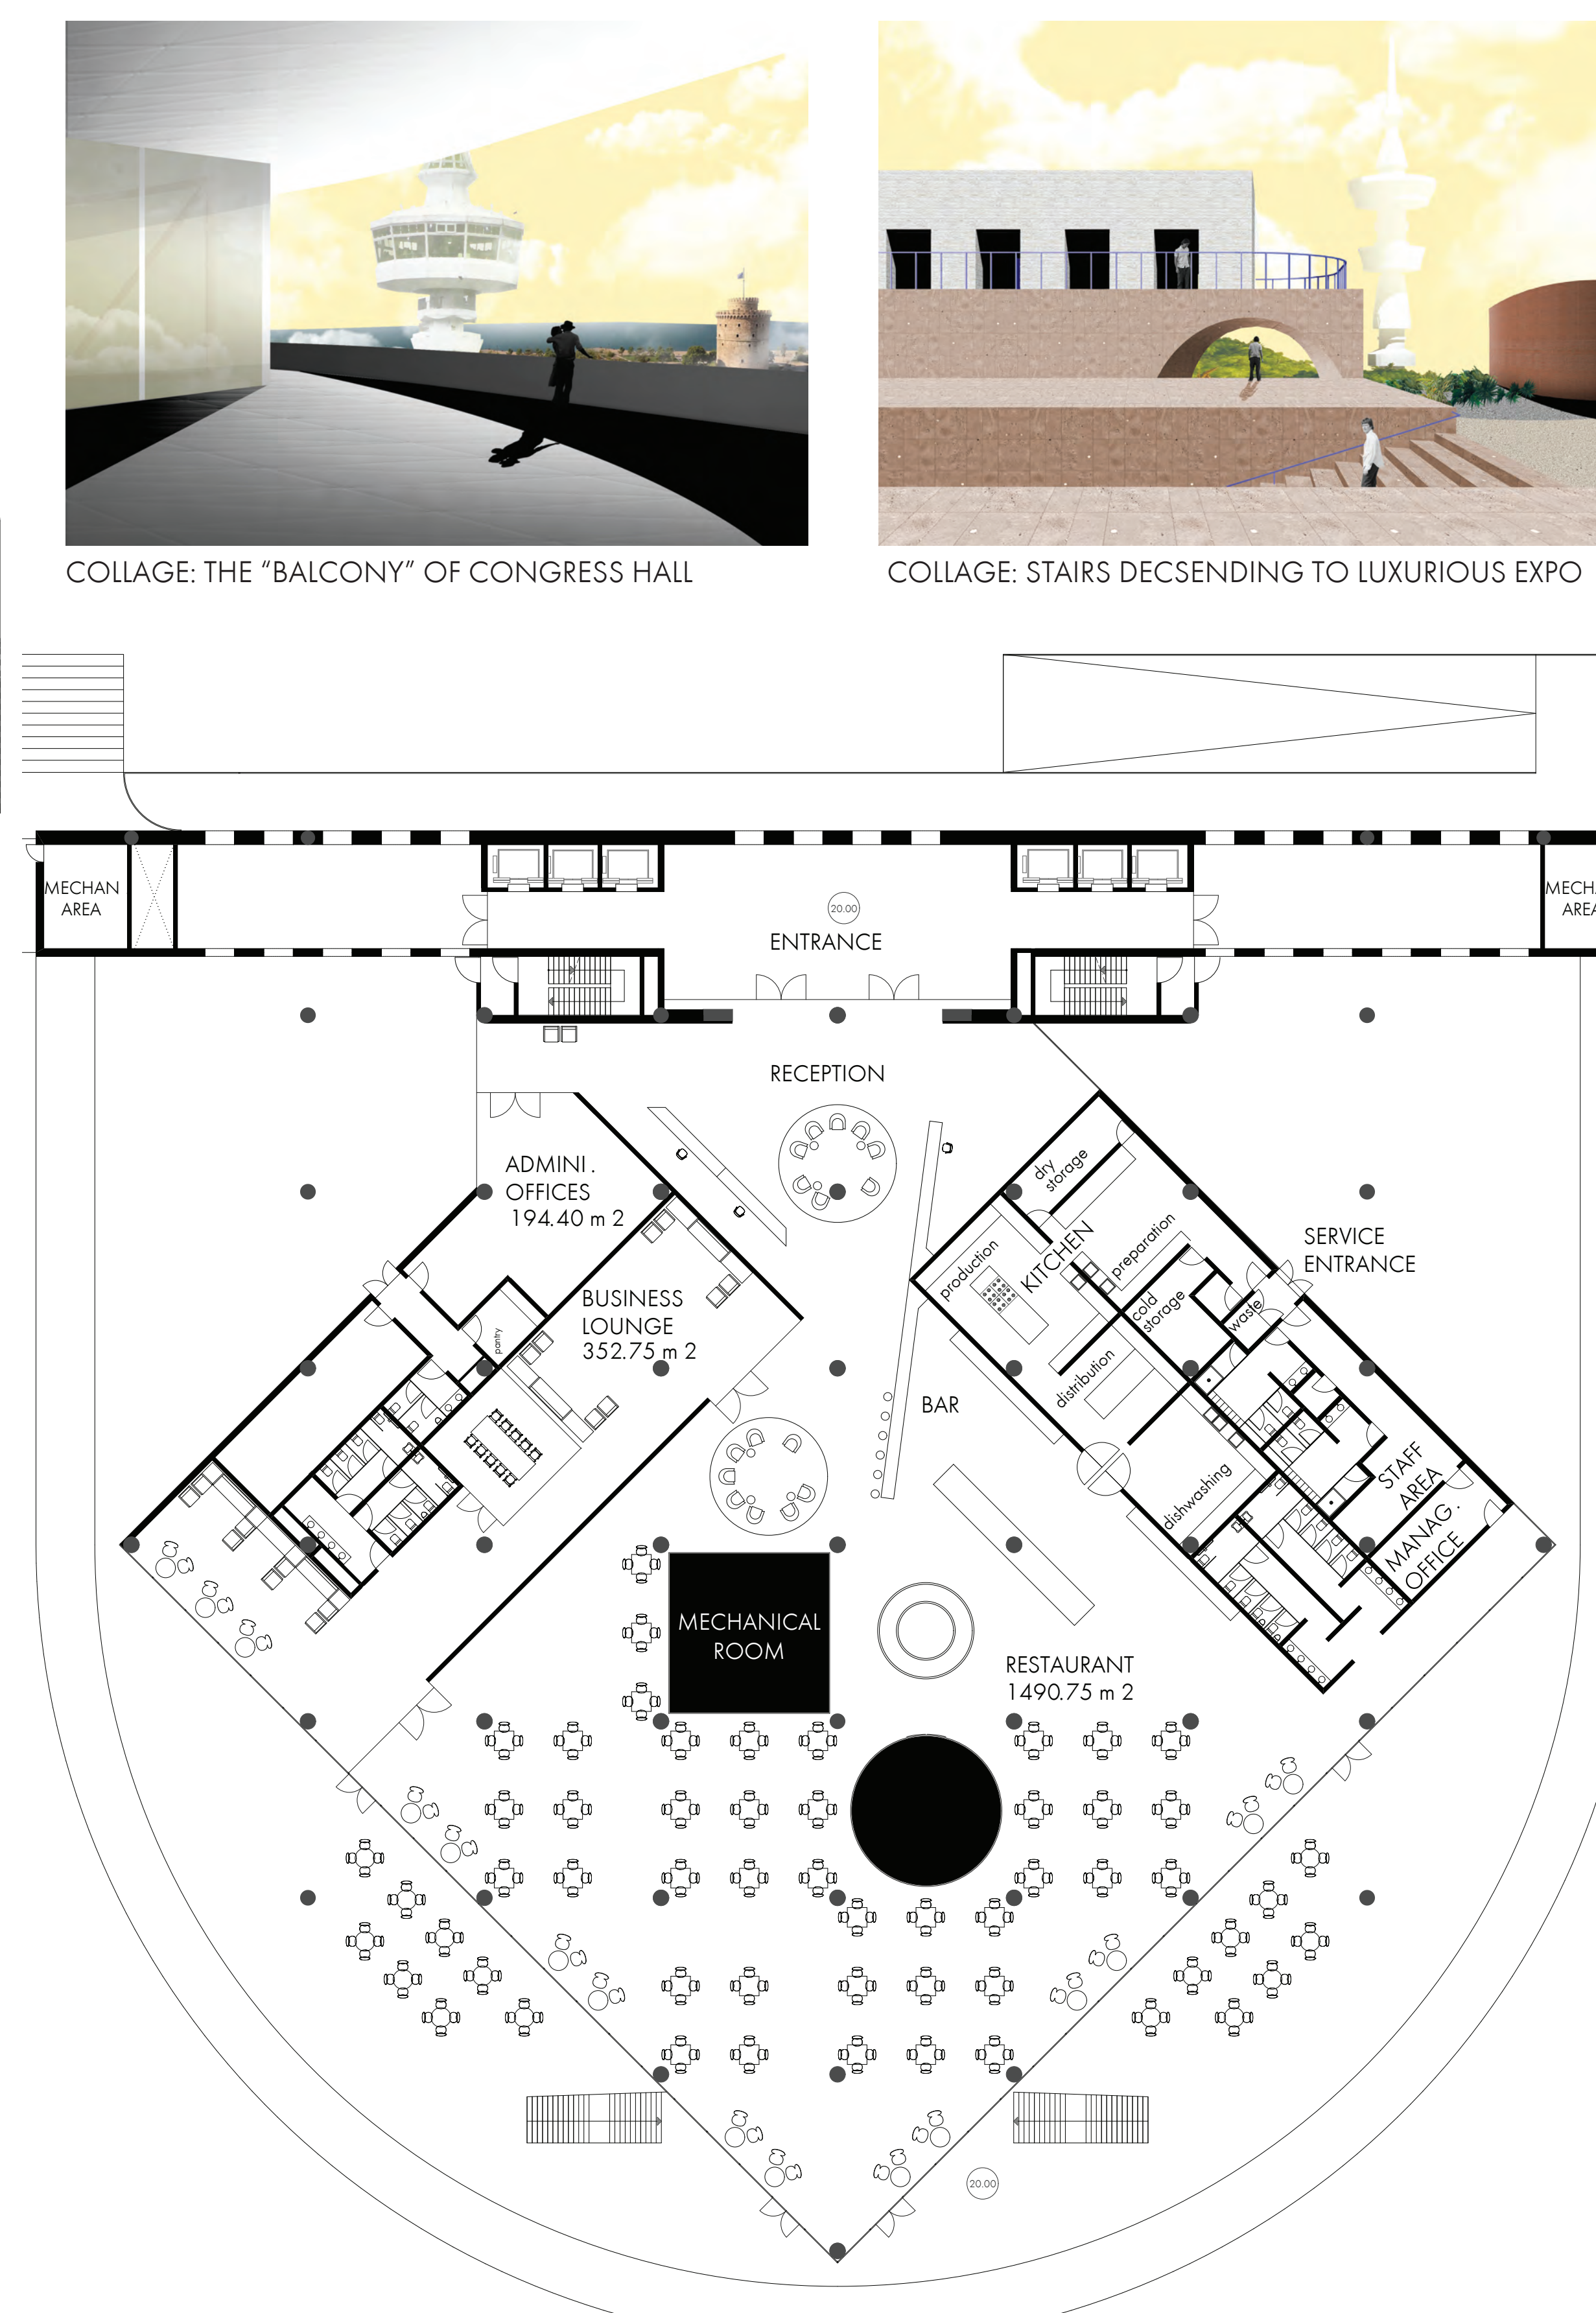 COLLAGE: THE “BALCONY” OF CONGRESS HALL
COLLAGE: STAIRS DECSENDING TO LUXURIOUS EXPO
MECHAN
AREA
20.00
ENTRANCE
MECH
AREA
RECEPTION
ADMINI.
OFFICES
194.40 m 2
dry
storage
KITCHEN
preparation
production
SERVICE
ENTRANCE
BUSINESS
LOUNGE
352.75 m 2
pantry
cold
storage
waste
distribution
BAR
STAFF
AREA
dishwashing
MANAG.
OFFICE
MECHANICAL
ROOM
RESTAURANT
1490.75 m 2
20.00